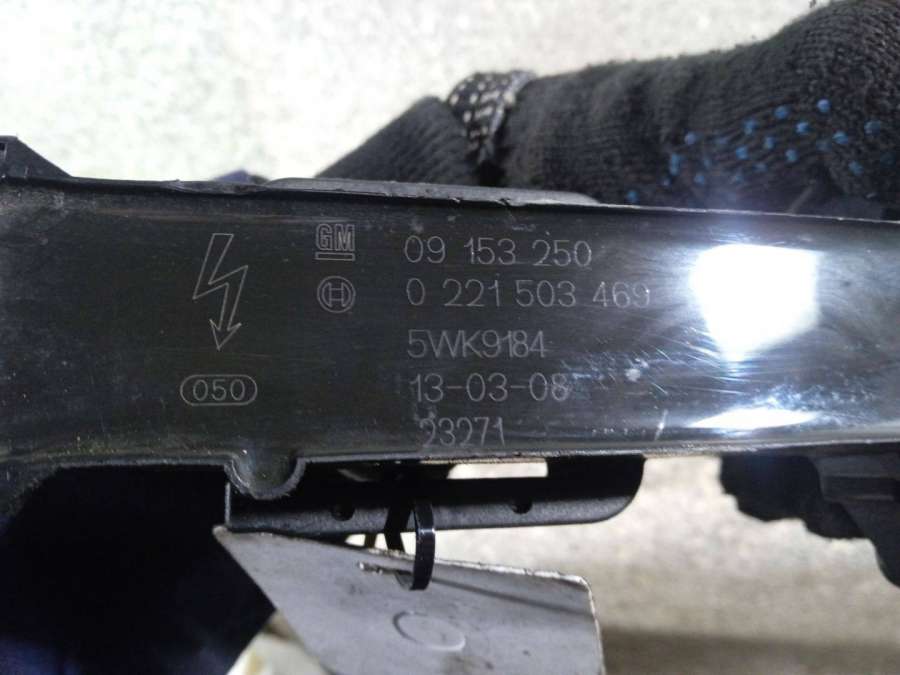 GM 09 153 250
H 0 221 503 469
5WK9184
050 13-03-08
23271